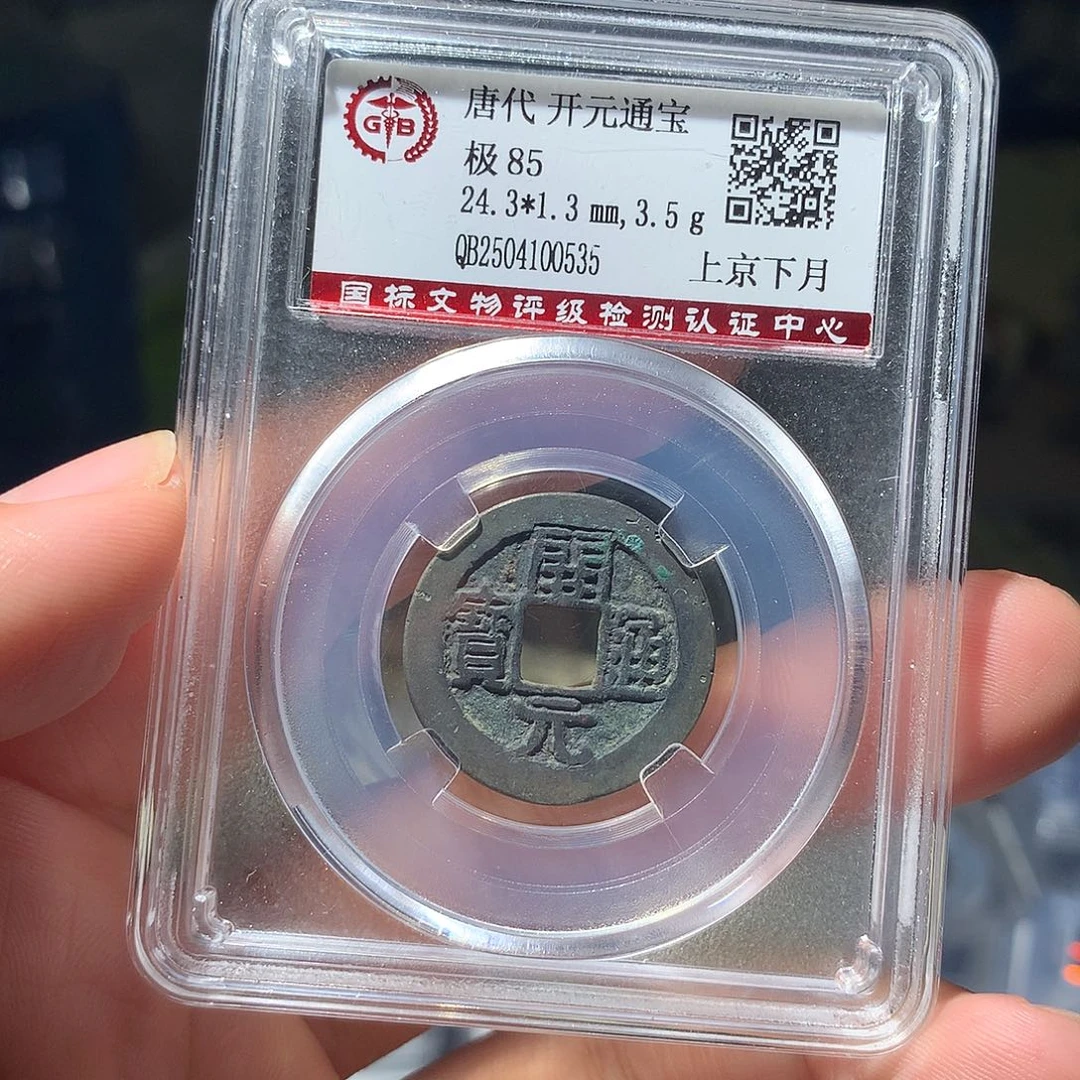 GB
唐代 开元通宝
极 85
24.3*1.3 mm, 3.5 g
QB2504100535
上京下月
国标文物评级检测认证中心
開元通寳